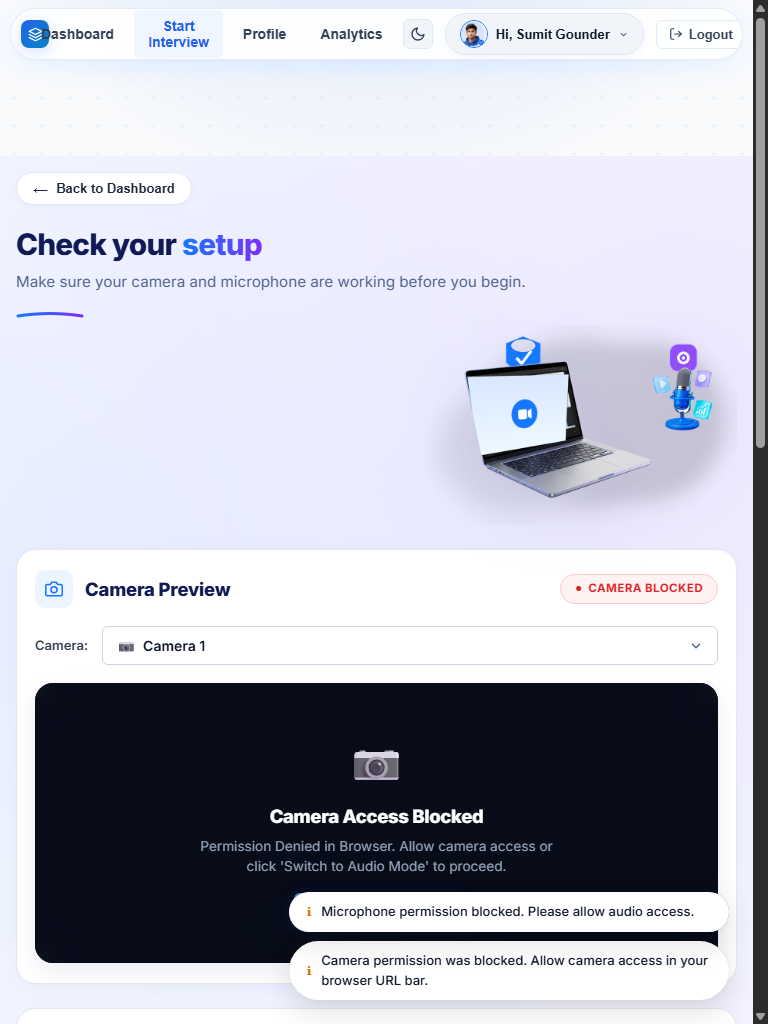 Dashboard
Start
Interview
Profile
Analytics
Hi, Sumit Gounder
Logout
← Back to Dashboard
Check your setup
Make sure your camera and microphone are working before you begin.
Camera Preview
● CAMERA BLOCKED
Camera:
Camera 1
Camera Access Blocked
Permission Denied in Browser. Allow camera access or
click 'Switch to Audio Mode' to proceed.
i Microphone permission blocked. Please allow audio access.
i Camera permission was blocked. Allow camera access in your
browser URL bar.